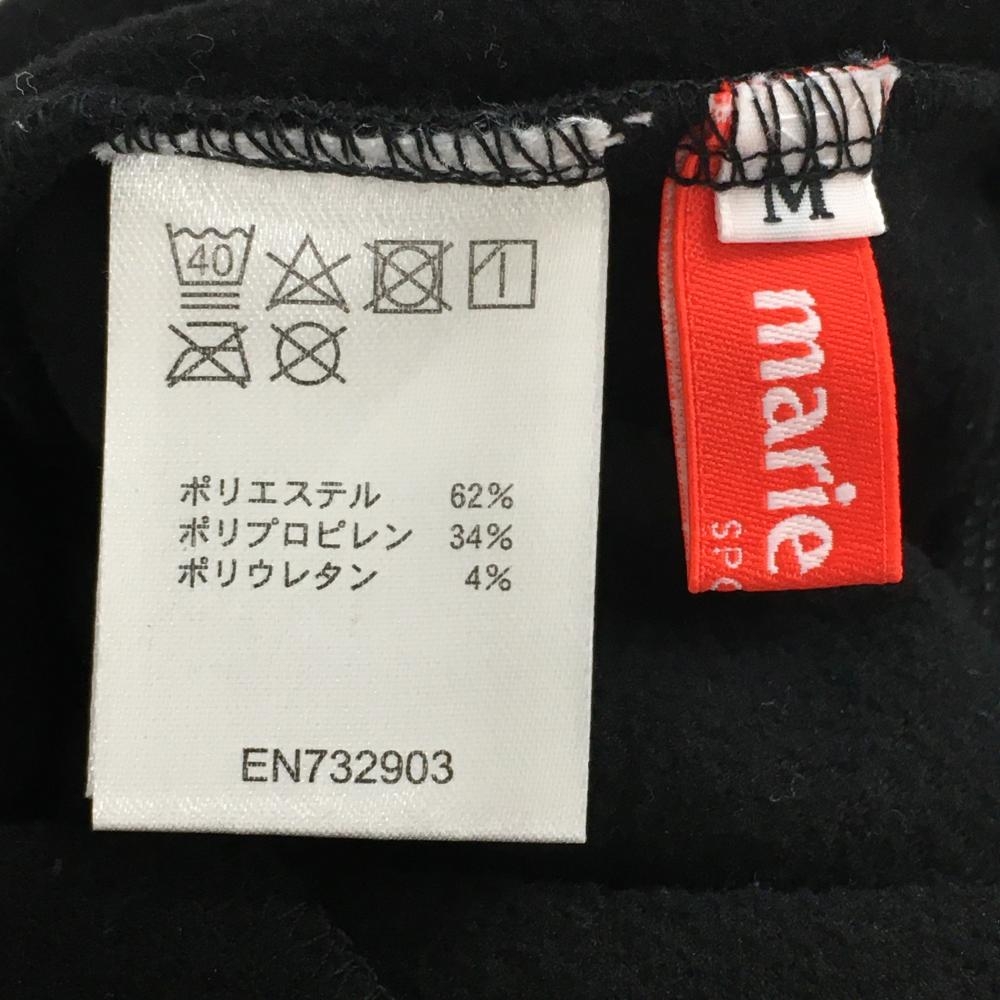 40
ポリエステル 62%
ポリプロピレン 34%
ポリウレタン 4%
EN732903
M
marie